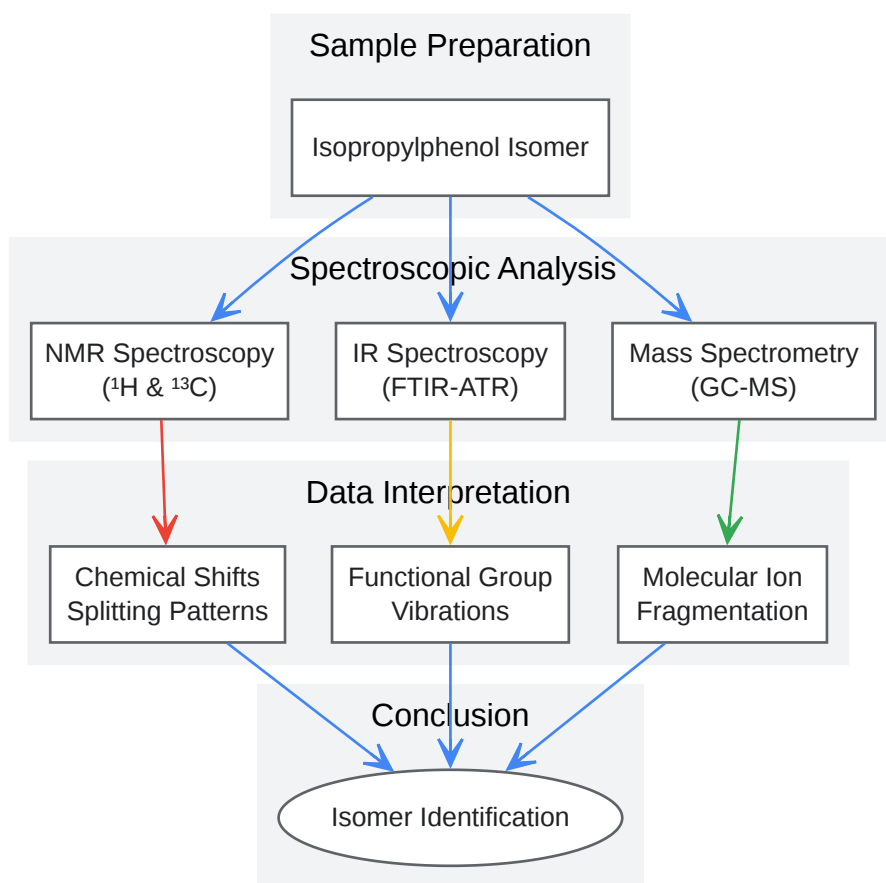 Sample Preparation
Isopropylphenol Isomer
Spectroscopic Analysis
NMR Spectroscopy
(¹H & ¹³C)
IR Spectroscopy
(FTIR-ATR)
Mass Spectrometry
(GC-MS)
Data Interpretation
Chemical Shifts
Splitting Patterns
Functional Group
Vibrations
Molecular Ion
Fragmentation
Conclusion
Isomer Identification